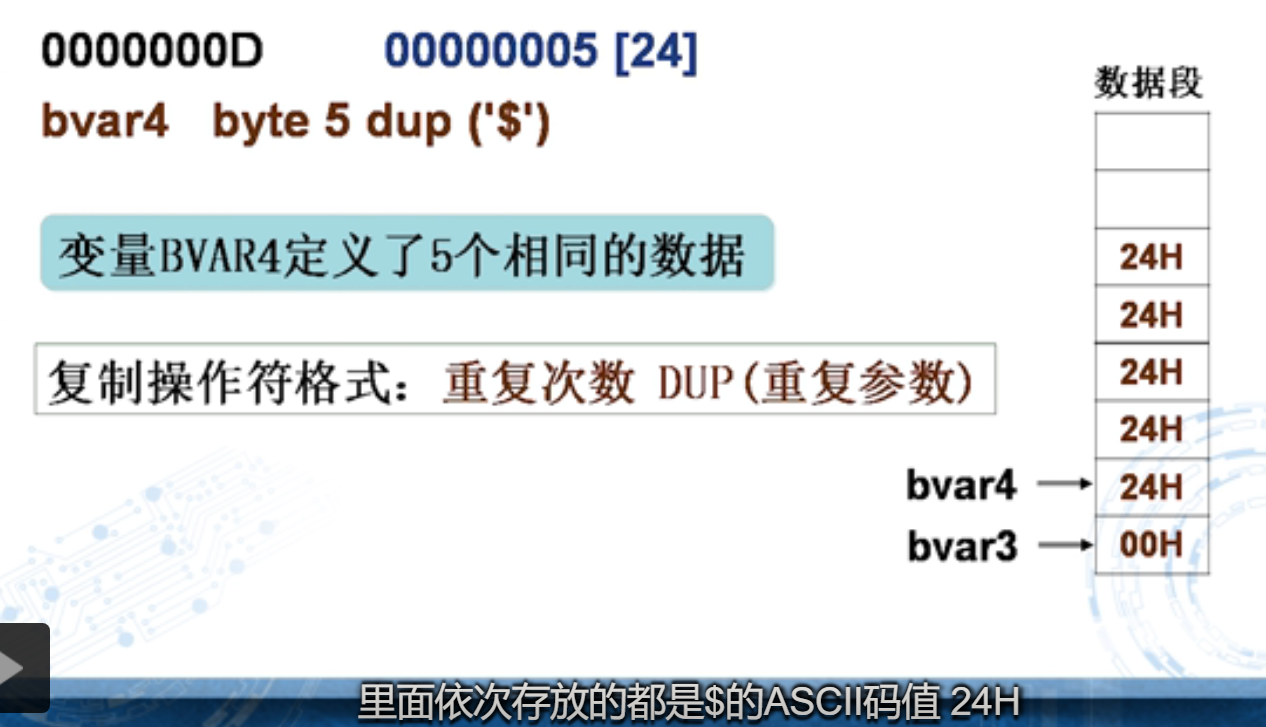 0000000D 00000005 [24]
bvar4 byte 5 dup ('$')
变量BVAR4定义了5个相同的数据
复制操作符格式：重复次数 DUP(重复参数)
数据段
24H
24H
24H
24H
bvar4 24H
bvar3 00H
里面依次存放的都是$的ASCII码值 24H